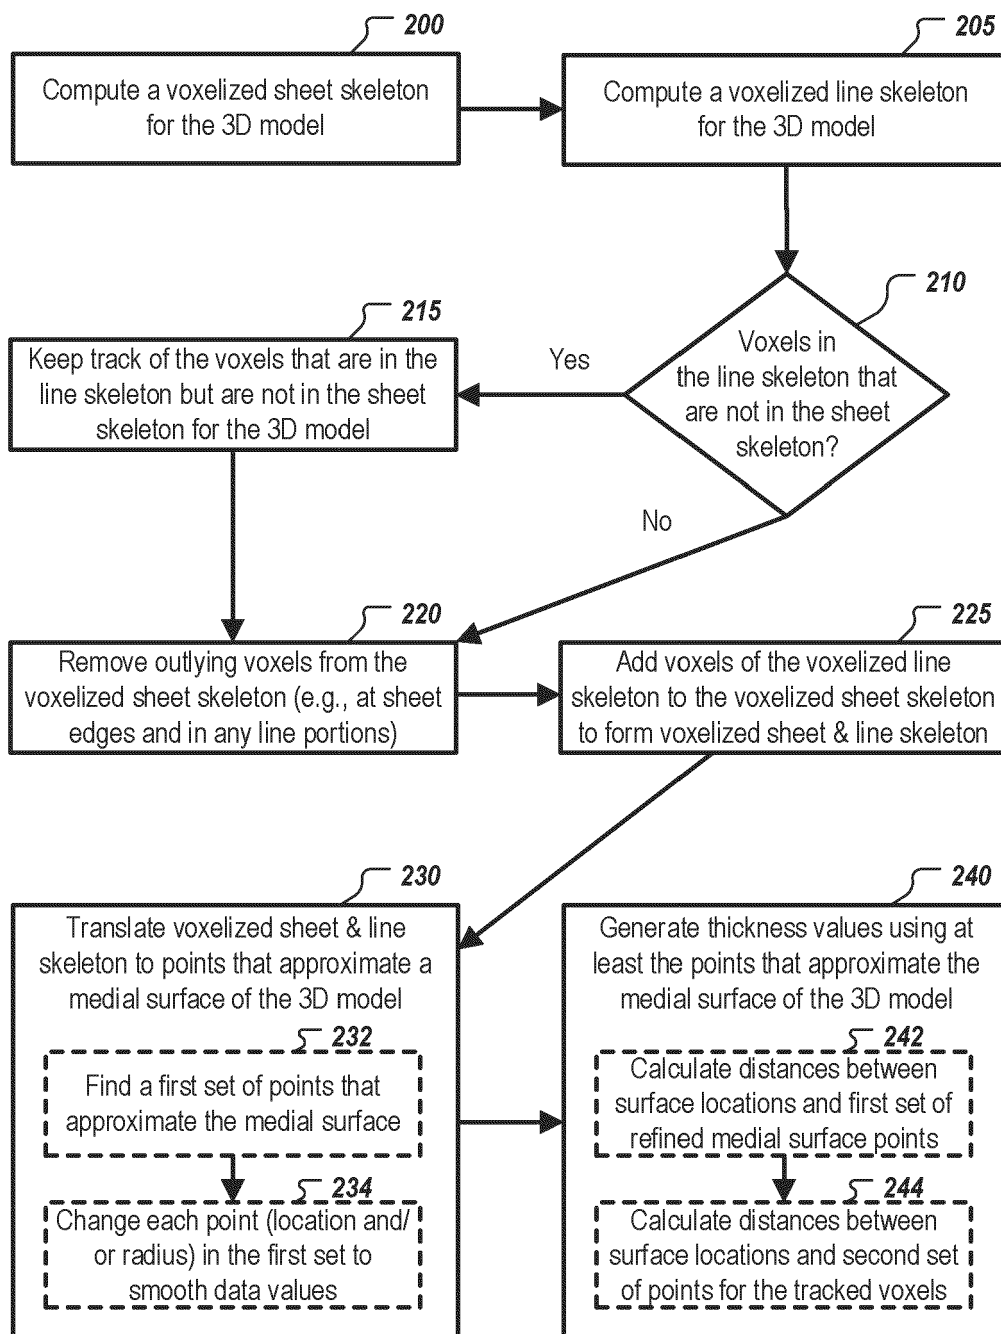 200
Compute a voxelized sheet skeleton
for the 3D model
205
Compute a voxelized line skeleton
for the 3D model
210
Voxels in
the line skeleton that
are not in the sheet
skeleton?
Yes
No
215
Keep track of the voxels that are in the
line skeleton but are not in the sheet
skeleton for the 3D model
220
Remove outlying voxels from the
voxelized sheet skeleton (e.g., at sheet
edges and in any line portions)
225
Add voxels of the voxelized line
skeleton to the voxelized sheet skeleton
to form voxelized sheet & line skeleton
230
Translate voxelized sheet & line
skeleton to points that approximate a
medial surface of the 3D model
232
Find a first set of points that
approximate the medial surface
234
Change each point (location and/
or radius) in the first set to
smooth data values
240
Generate thickness values using at
least the points that approximate the
medial surface of the 3D model
242
Calculate distances between
surface locations and first set of
refined medial surface points
244
Calculate distances between
surface locations and second set
of points for the tracked voxels